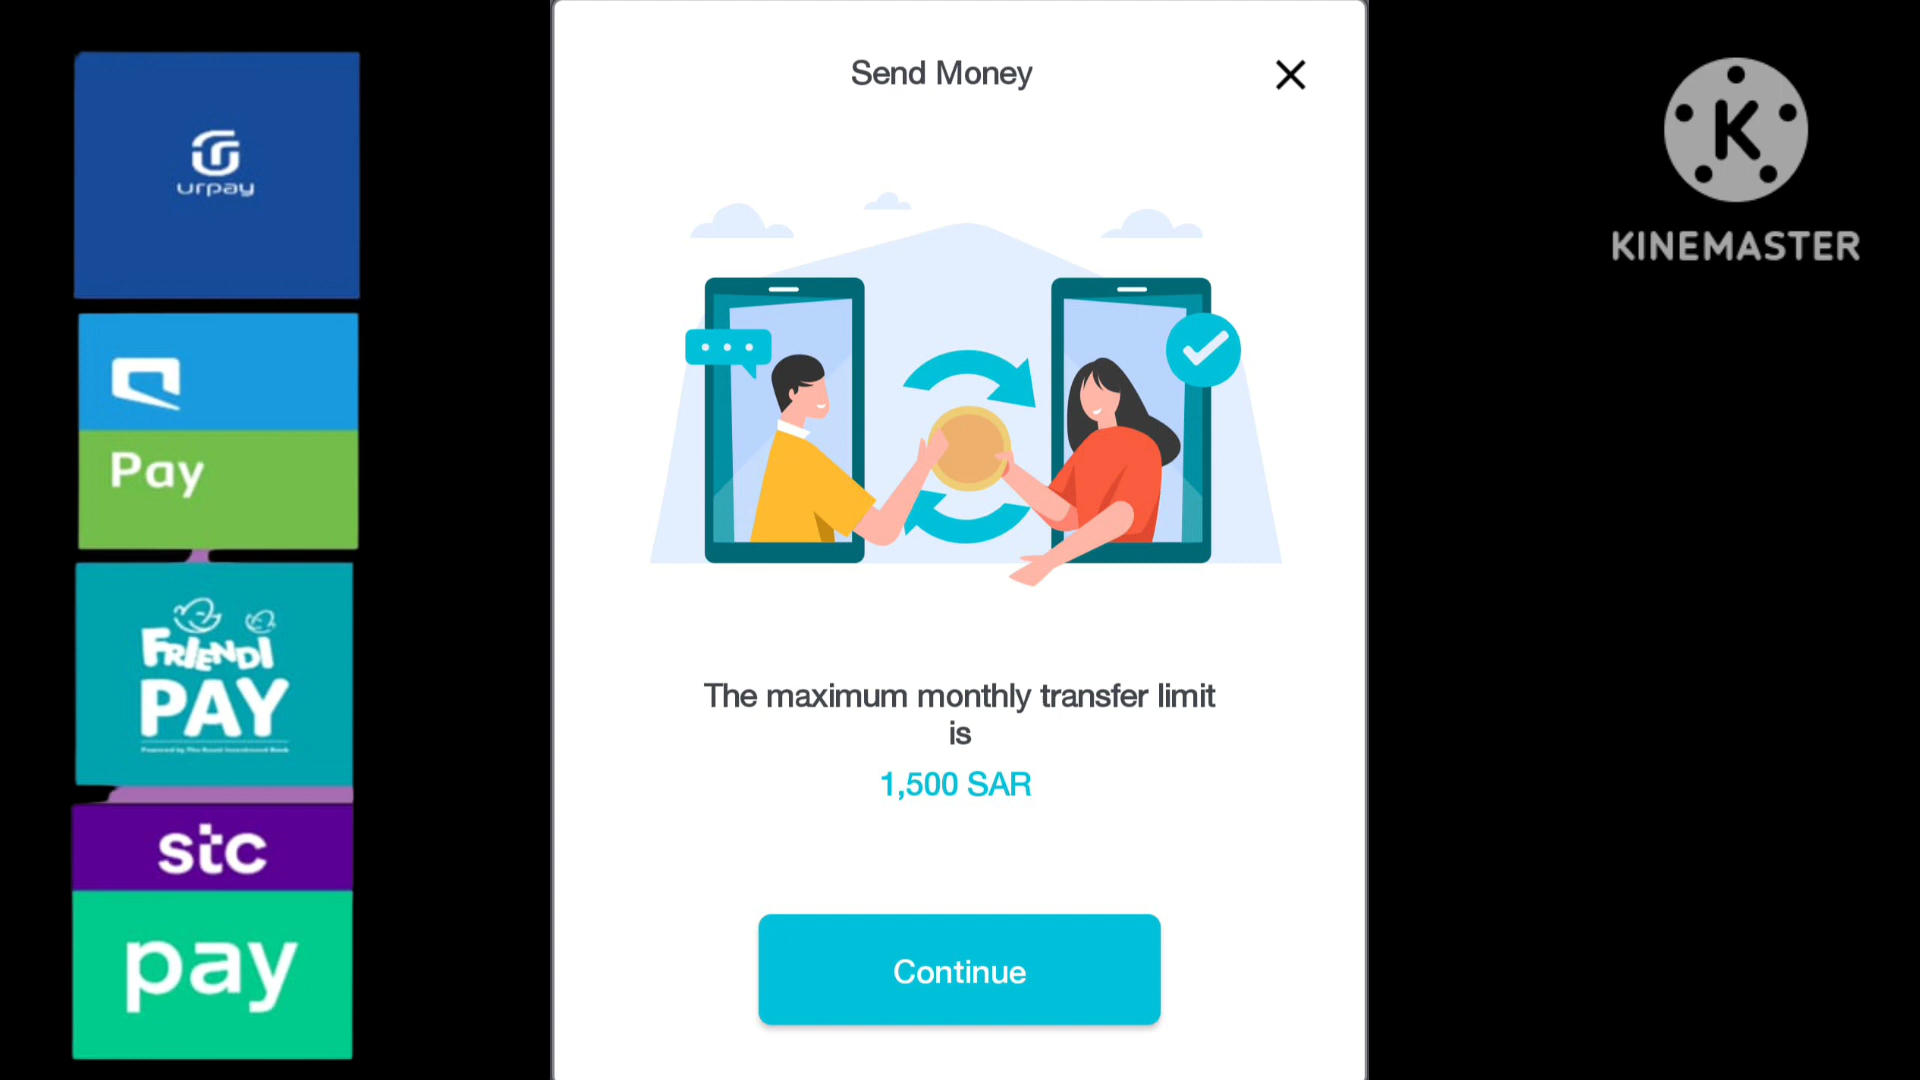 urpay
Pay
FRiENDi
PAY
stc
pay
Send Money
The maximum monthly transfer limit
is
1,500 SAR
Continue
K
KINEMASTER